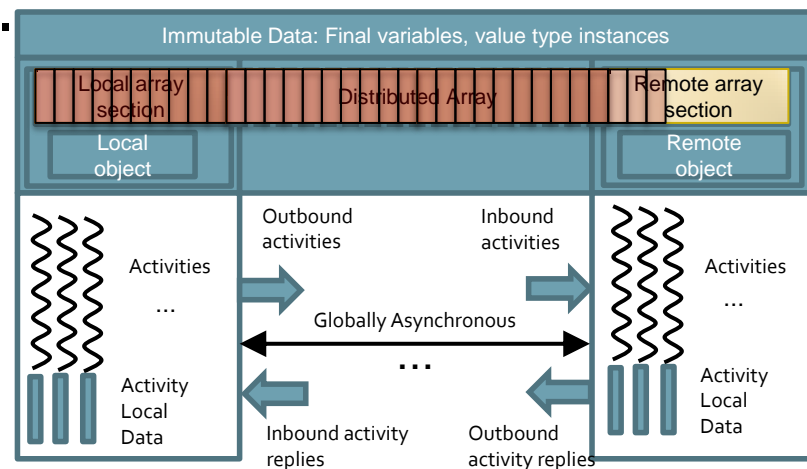 Immutable Data: Final variables, value type instances
Local array
section
Distributed Array
Remote array
section
Local
object
Remote
object
Outbound
activities
Inbound
activities
Activities
...
Activities
...
Globally Asynchronous
...
Activity
Local
Data
Activity
Local
Data
Inbound activity
replies
Outbound
activity replies